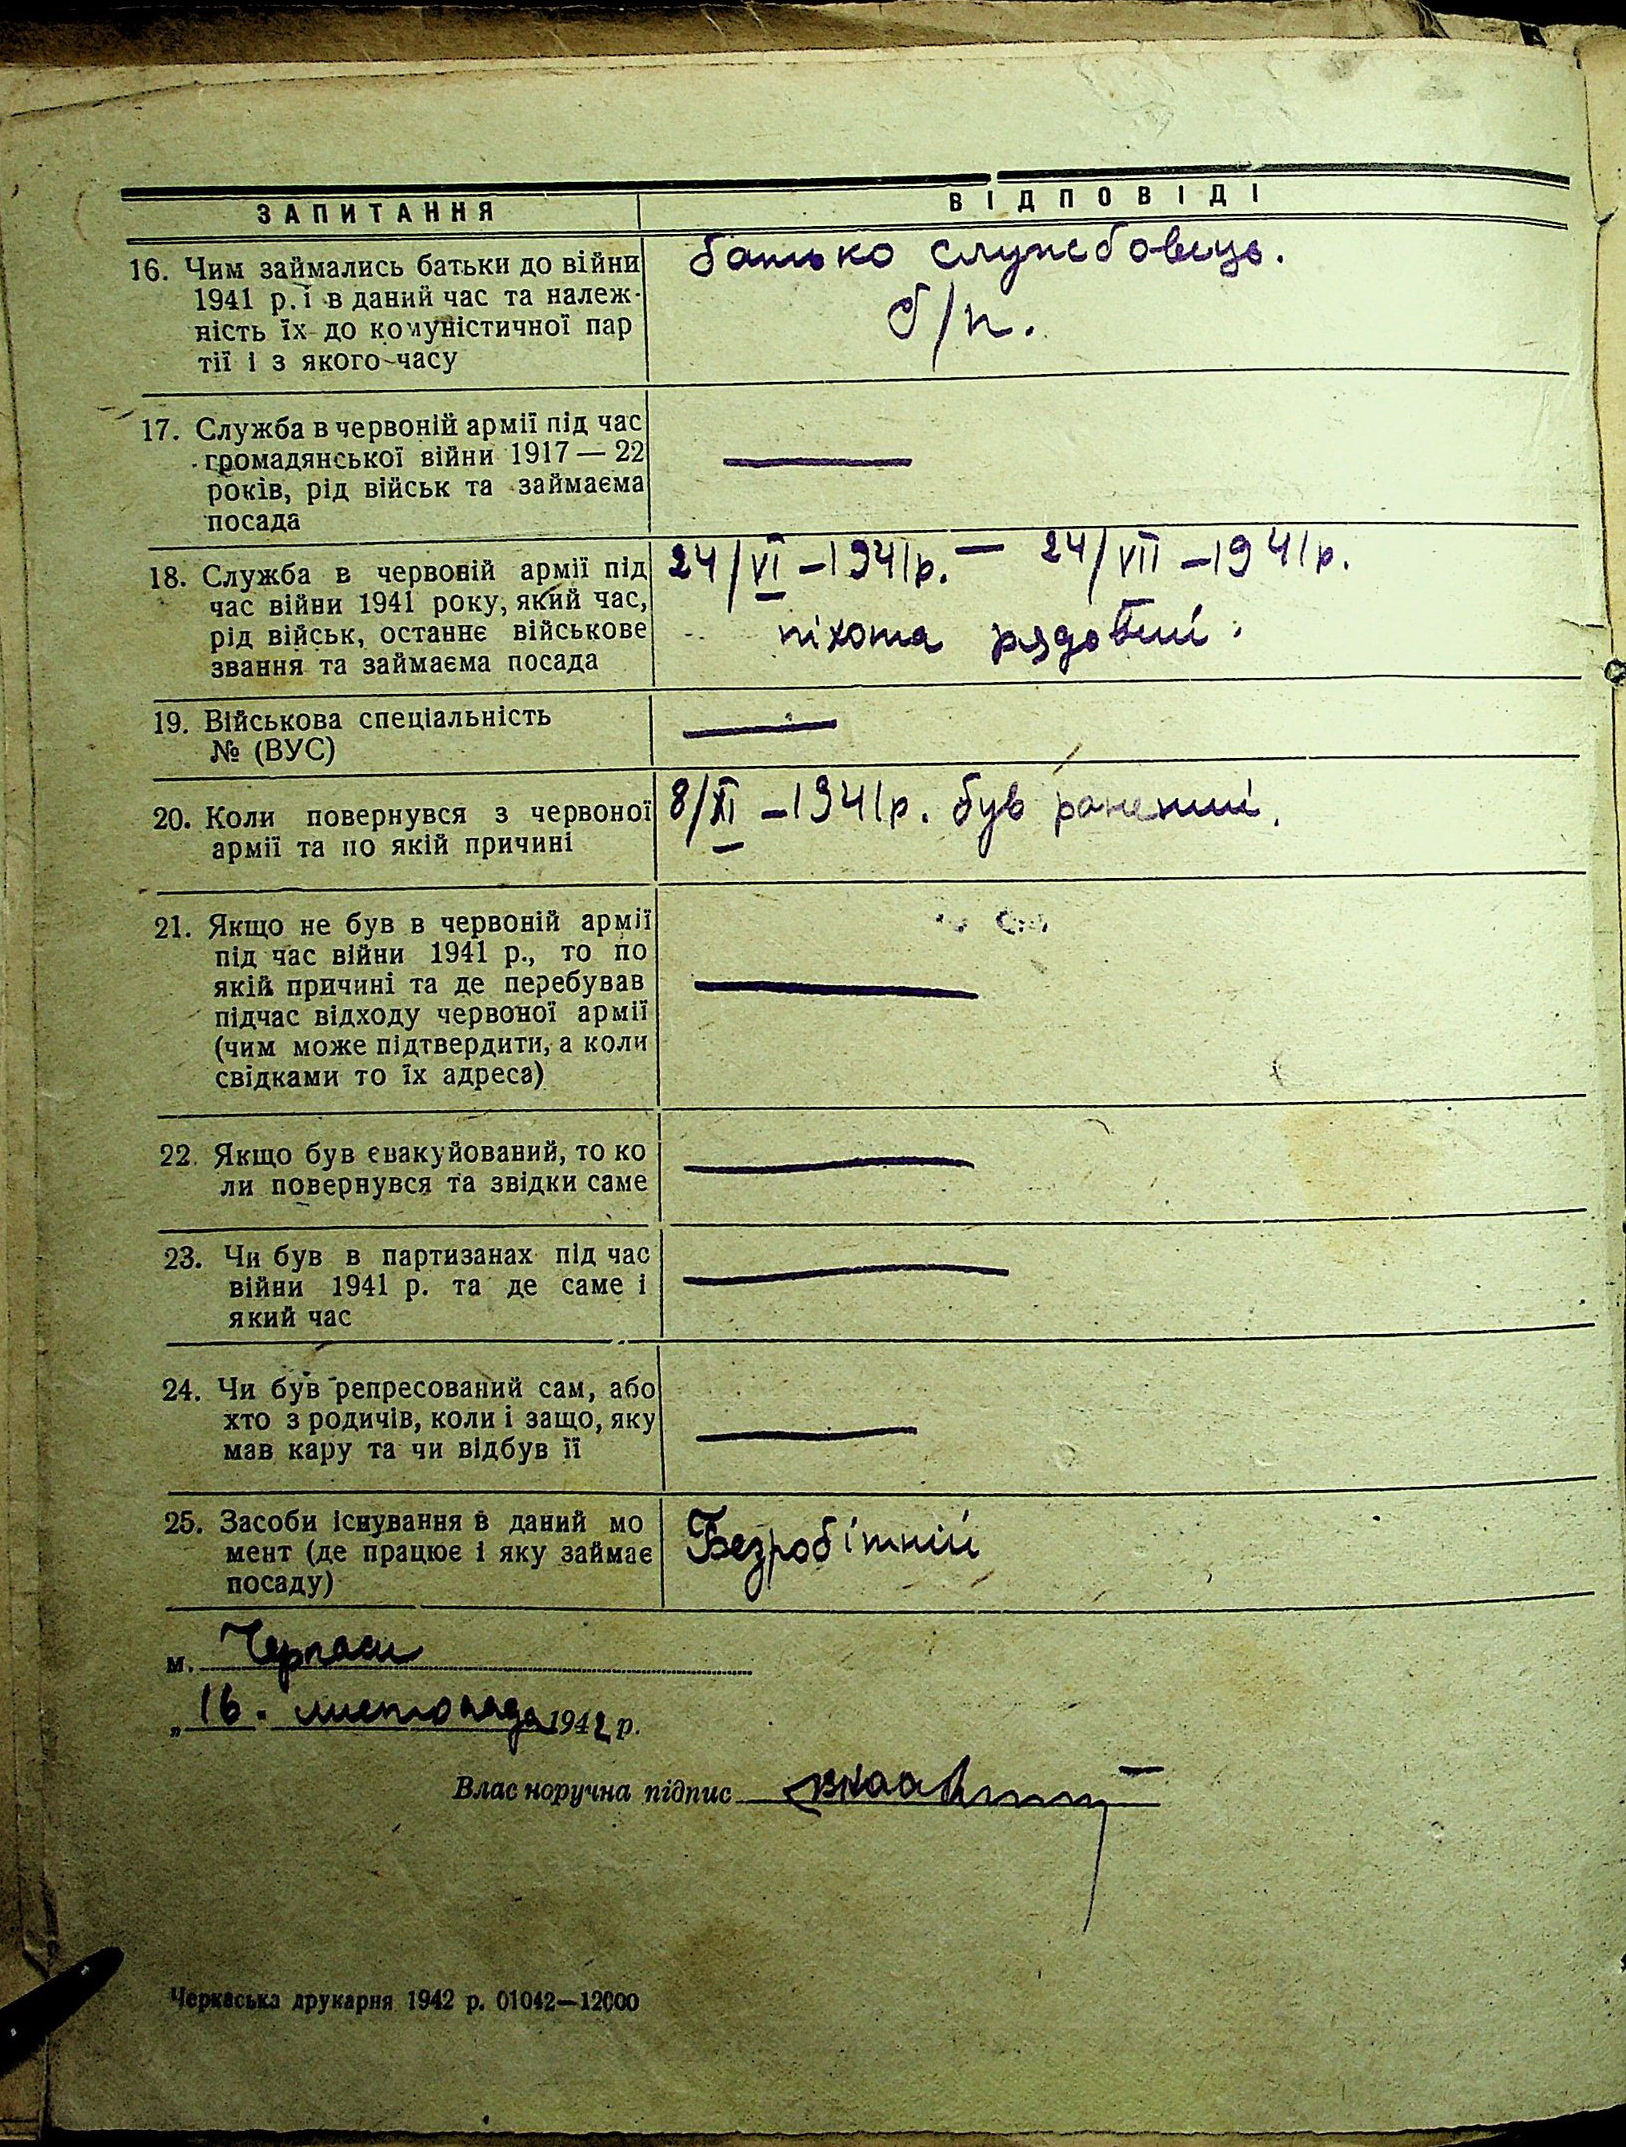 ЗАПИТАННЯ
ВІДПОВІДІ
16. Чим займались батьки до війни
1941 р. і в даний час та належ-
ність їх до комуністичної пар
тії і з якого часу
батько службовець.
б/п.
17. Служба в червоній армії під час
громадянської війни 1917 — 22
років, рід військ та займаєма
посада
—
18. Служба в червоній армії під
час війни 1941 року, який час,
рід військ, останнє військове
звання та займаєма посада
24/VI – 1941р. — 24/VII – 1941р.
піхота рядовий.
19. Військова спеціальність
№ (ВУС)
—
20. Коли повернувся з червоної
армії та по якій причині
8/XI – 1941р. був ранений.
21. Якщо не був в червоній армії
під час війни 1941 р., то по
якій причині та де перебував
підчас відходу червоної армії
(чим може підтвердити, а коли
свідками то їх адреса)
—
22. Якщо був евакуйований, то ко
ли повернувся та звідки саме
—
23. Чи був в партизанах під час
війни 1941 р. та де саме і
який час
—
24. Чи був репресований сам, або
хто з родичів, коли і защо, яку
мав кару та чи відбув її
—
25. Засоби існування в даний мо
мент (де працює і яку займає
посаду)
Безробітний
м. Черкаси
„ 16. листопада 1942 р.
Власноручна підпис
Черкаська друкарня 1942 р. 01042—12000